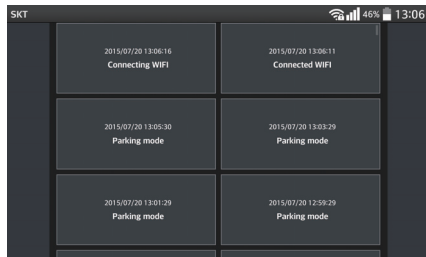 SKT 46% 13:06
2015/07/20 13:06:16
Connecting WIFI
2015/07/20 13:06:11
Connected WIFI
2015/07/20 13:05:30
Parking mode
2015/07/20 13:03:29
Parking mode
2015/07/20 13:01:29
Parking mode
2015/07/20 12:59:29
Parking mode